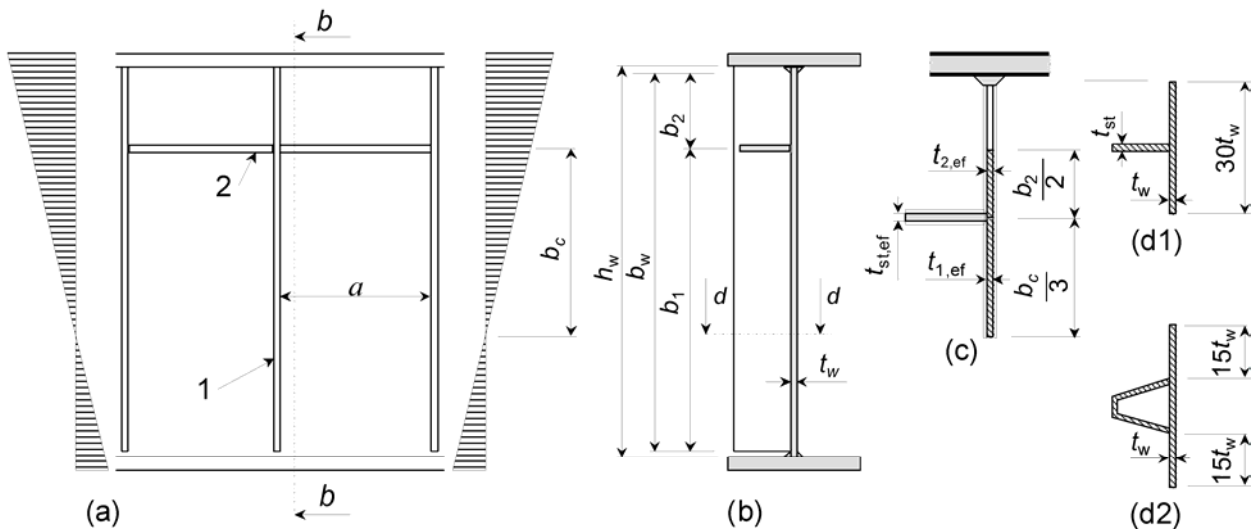 b
b
b_c
a
2
1
(a)
h_w
b_w
b_2
b_1
d
d
t_w
(b)
t_2,ef
b_2
2
t_st,ef
t_1,ef
b_c
3
(c)
t_st
t_w
30t_w
(d1)
15t_w
t_w
15t_w
(d2)